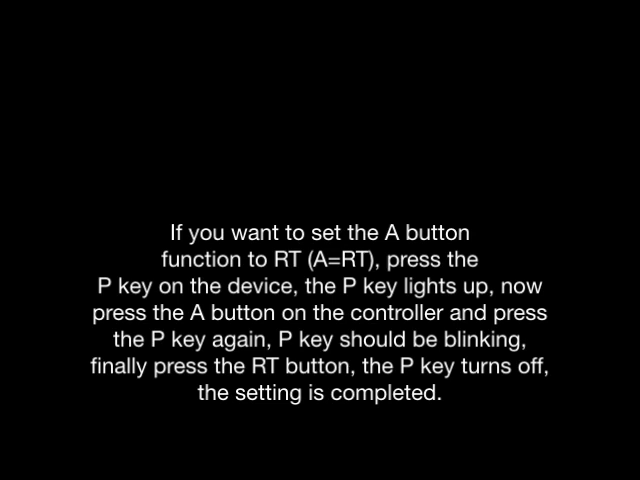 If you want to set the A button
function to RT (A=RT), press the
P key on the device, the P key lights up, now
press the A button on the controller and press
the P key again, P key should be blinking,
finally press the RT button, the P key turns off,
the setting is completed.